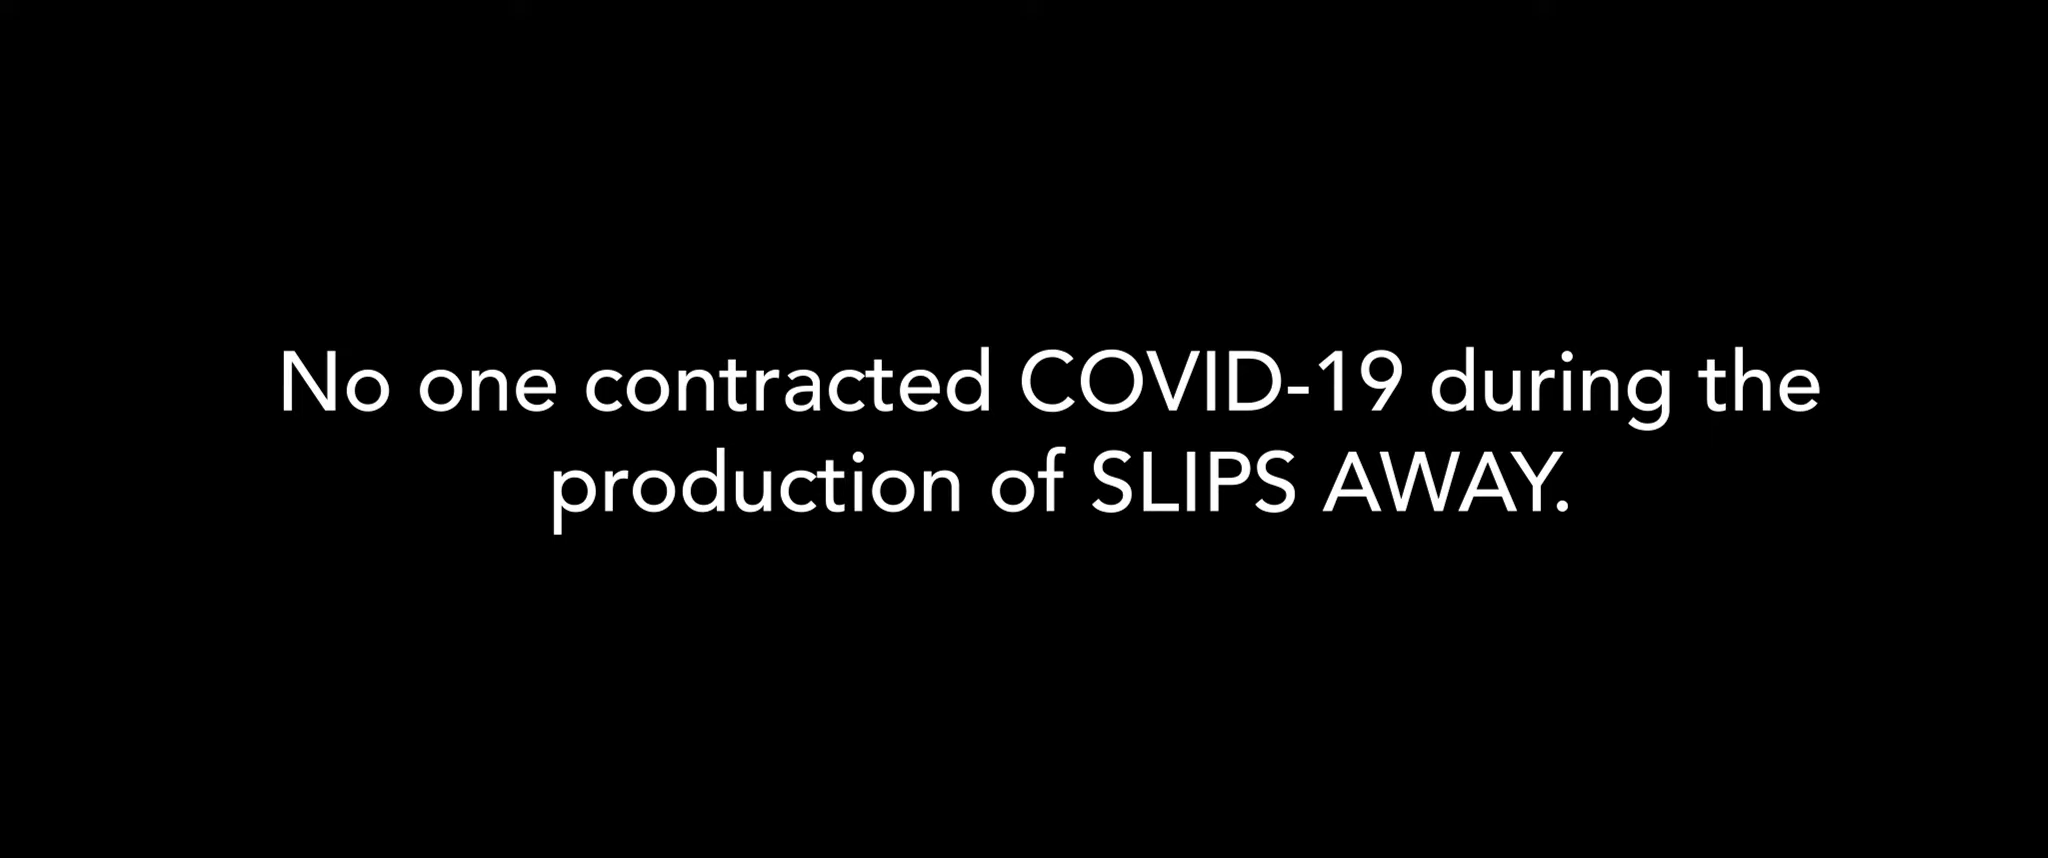 No one contracted COVID-19 during the
production of SLIPS AWAY.